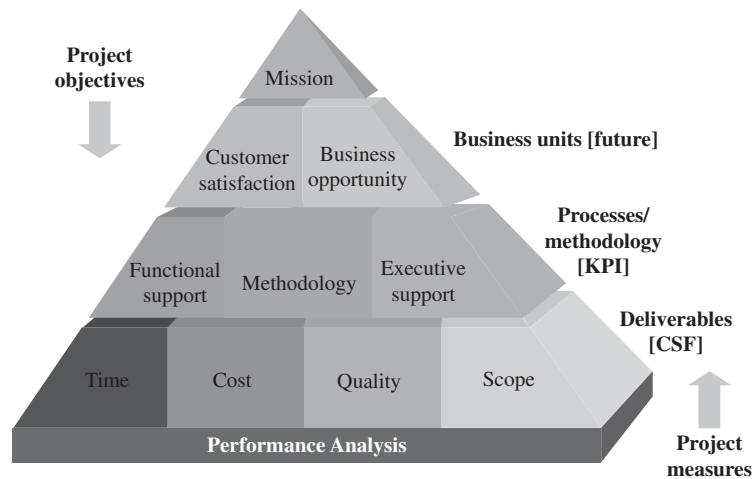 Project
objectives
Mission
Customer
satisfaction
Business
opportunity
Business units [future]
Functional
support
Methodology
Executive
support
Processes/
methodology
[KPI]
Time
Cost
Quality
Scope
Deliverables
[CSF]
Performance Analysis
Project
measures